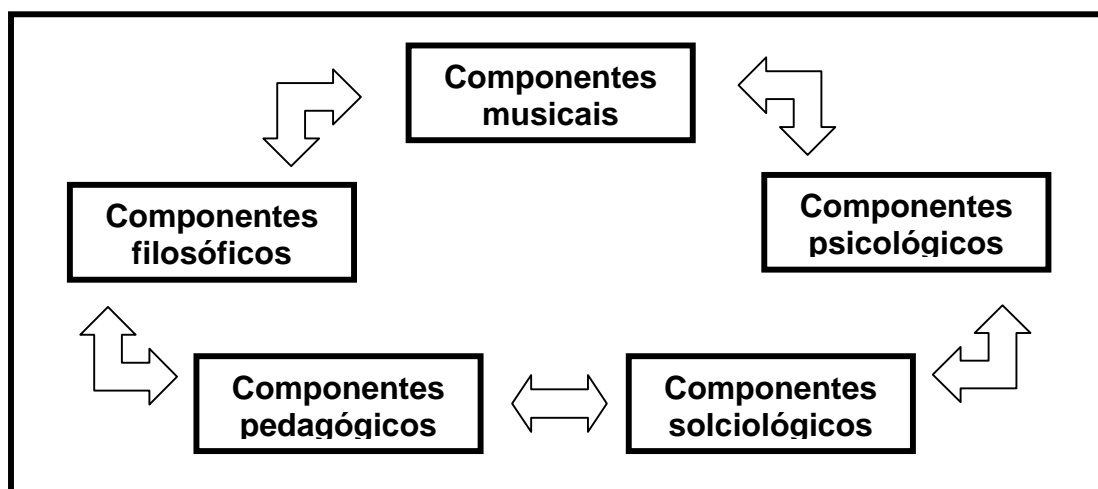 Componentes
musicais
Componentes
filosóficos
Componentes
psicológicos
Componentes
pedagógicos
Componentes
solciológicos